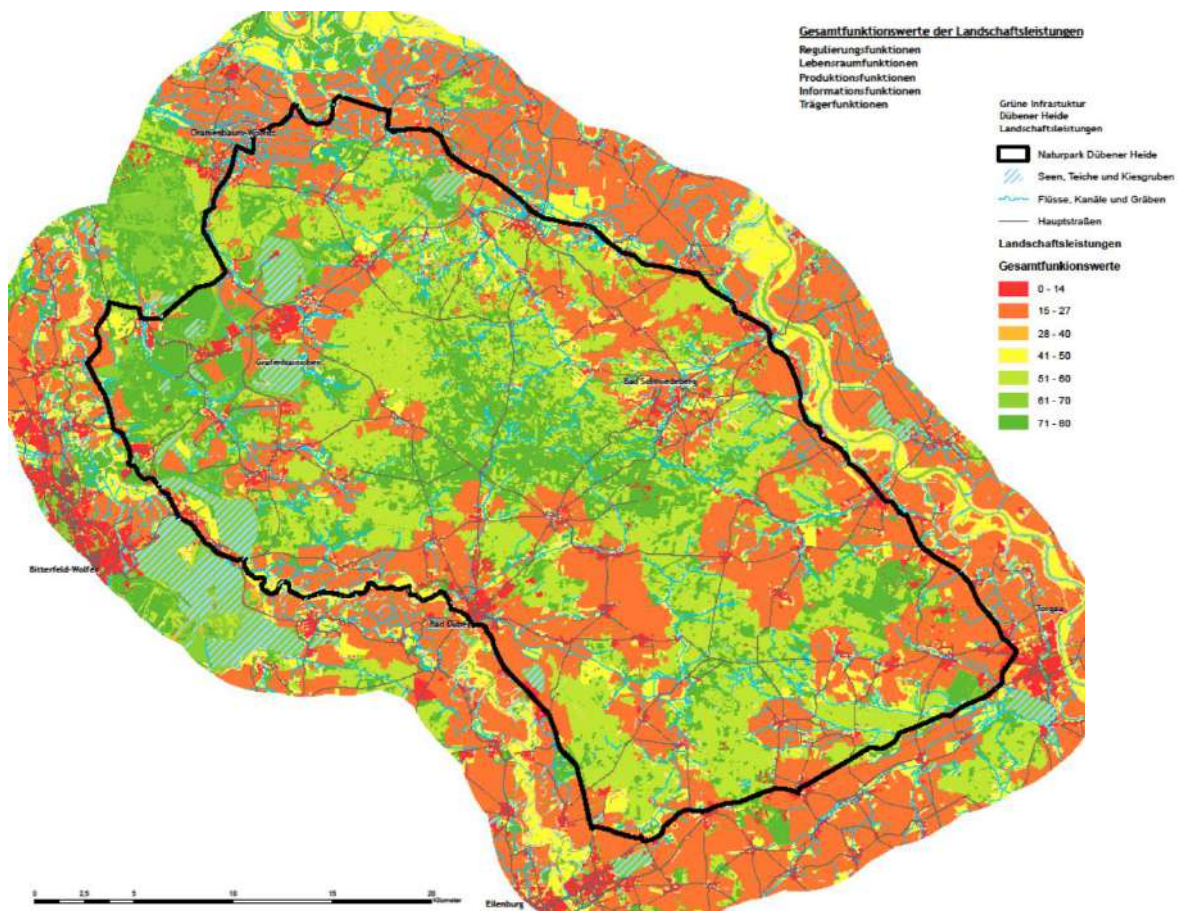 Gesamtfunktionswerte der Landschaftsleistungen
Regulierungsfunktionen
Lebensraumfunktionen
Produktionsfunktionen
Informationsfunktionen
Trägerfunktionen
Grüne Infrastuktur
Dübener Heide
Landschaftsleistungen
Naturpark Dübener Heide
Seen, Teiche und Kiesgruben
Flüsse, Kanäle und Gräben
Hauptstraßen
Landschaftsleistungen
Gesamtfunkionswerte
0 - 14
15 - 27
28 - 40
41 - 50
51 - 60
61 - 70
71 - 80
Oranienbaum-Wörlitz
Gräfenhainichen
Bad Schmiedeberg
Bitterfeld-Wolfen
Torgau
Bad Düben
Eilenburg
0 2,5 5 10 15 20
Kilometer